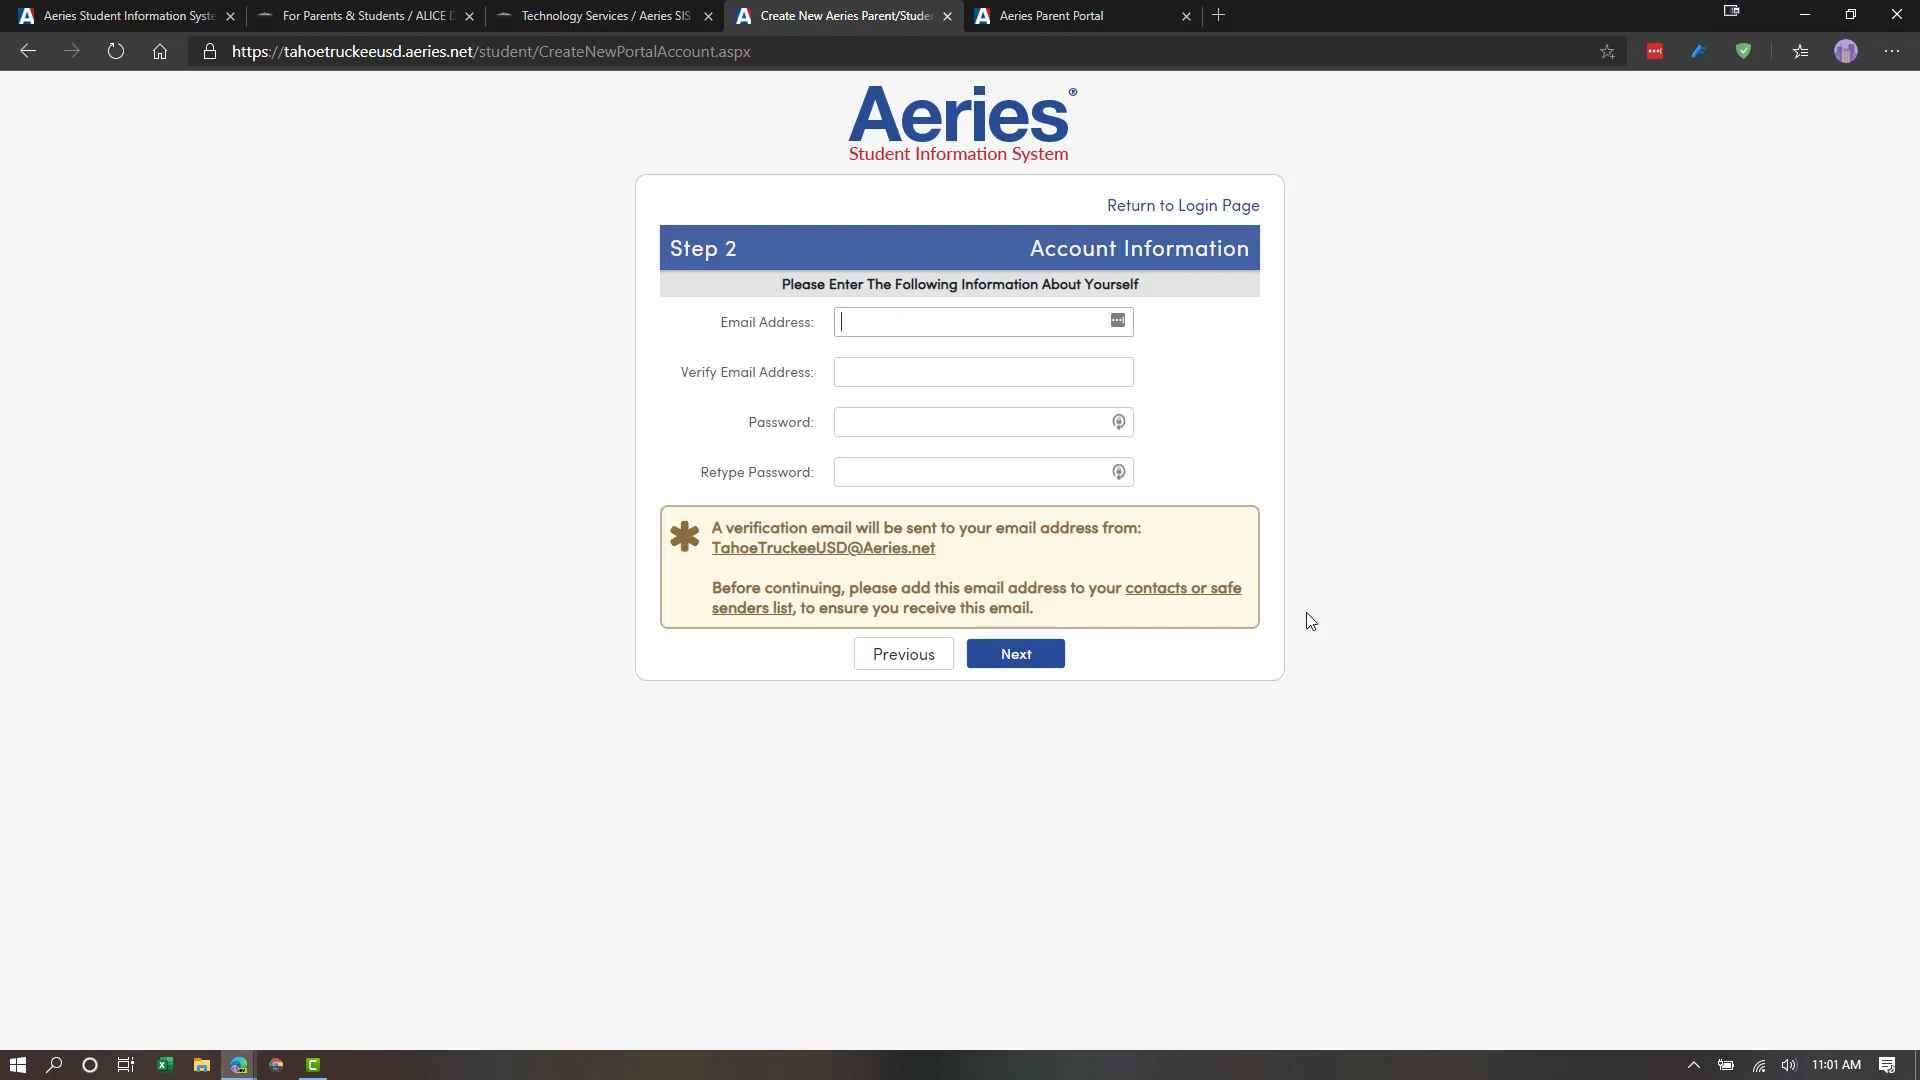 Aeries Student Information Syste
For Parents & Students / ALICE D
Technology Services / Aeries SIS
Create New Aeries Parent/Studen
Aeries Parent Portal
https://tahoetruckeeusd.aeries.net/student/CreateNewPortalAccount.aspx
Aeries®
Student Information System
Return to Login Page
Step 2 Account Information
Please Enter The Following Information About Yourself
Email Address:
Verify Email Address:
Password:
Retype Password:
A verification email will be sent to your email address from:
TahoeTruckeeUSD@Aeries.net
Before continuing, please add this email address to your contacts or safe
senders list, to ensure you receive this email.
Previous Next
11:01 AM